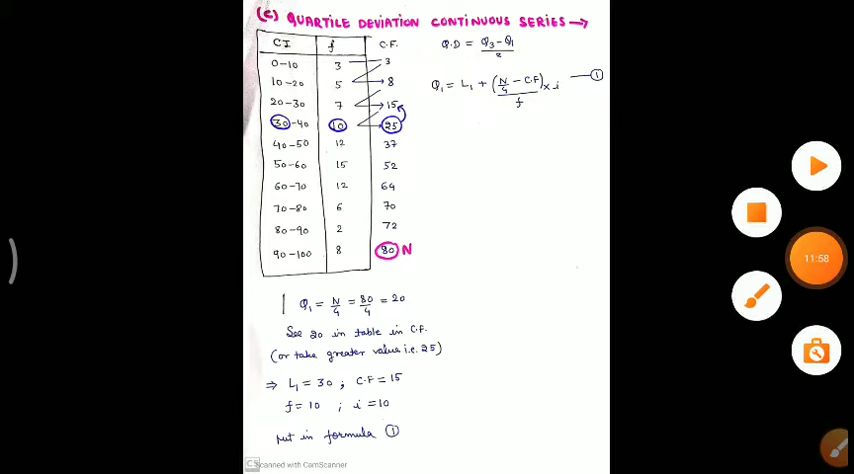 (C) QUARTILE DEVIATION CONTINUOUS SERIES →
CI f C.F.
0-10 3 3
10-20 5 8
20-30 7 15
30-40 10 25
40-50 12 37
50-60 15 52
60-70 12 64
70-80 6 70
80-90 2 72
90-100 8 80 N
Q.D = Q3-Q1 / 2
Q1 = L1 + (N/4 - C.F) / f × i —①
Q1 = N/4 = 80/4 = 20
See 20 in table in C.F.
(or take greater value i.e. 25)
⇒ L1 = 30 ; C.F = 15
f = 10 ; i = 10
put in formula ①
CS Scanned with CamScanner
11:58